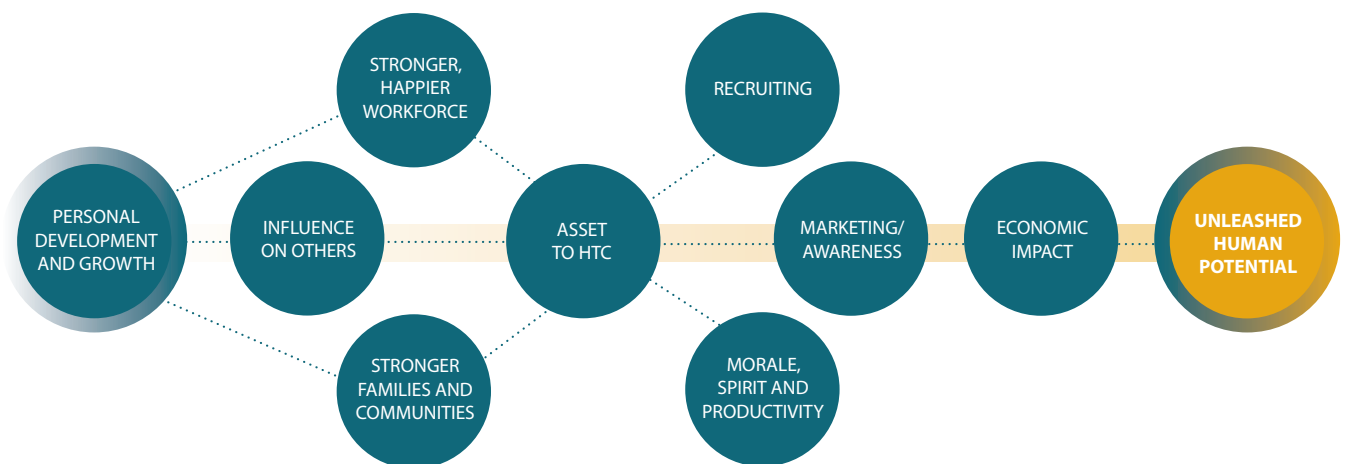 PERSONAL
DEVELOPMENT
AND GROWTH
STRONGER,
HAPPIER
WORKFORCE
INFLUENCE
ON OTHERS
STRONGER
FAMILIES AND
COMMUNITIES
ASSET
TO HTC
RECRUITING
MARKETING/
AWARENESS
MORALE,
SPIRIT AND
PRODUCTIVITY
ECONOMIC
IMPACT
UNLEASHED
HUMAN
POTENTIAL